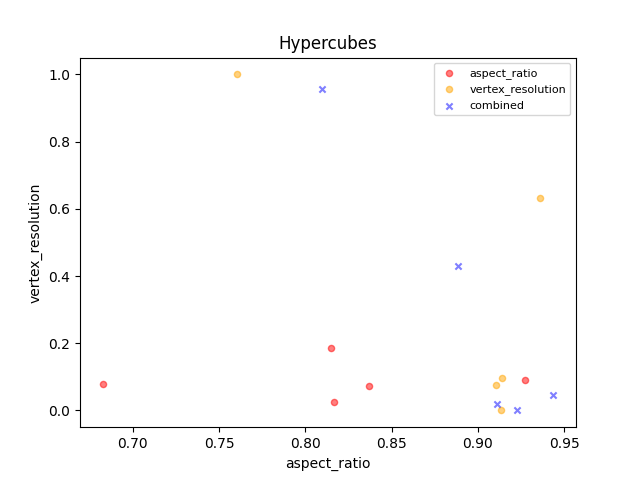 Hypercubes
aspect_ratio
vertex_resolution
combined
vertex_resolution
1.0
0.8
0.6
0.4
0.2
0.0
0.70
0.75
0.80
0.85
0.90
0.95
aspect_ratio